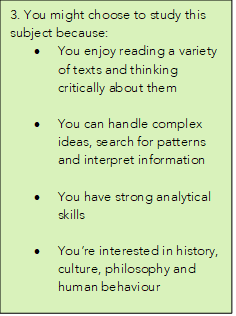 3. You might choose to study this
subject because:
• You enjoy reading a variety
of texts and thinking
critically about them
• You can handle complex
ideas, search for patterns
and interpret information
• You have strong analytical
skills
• You’re interested in history,
culture, philosophy and
human behaviour